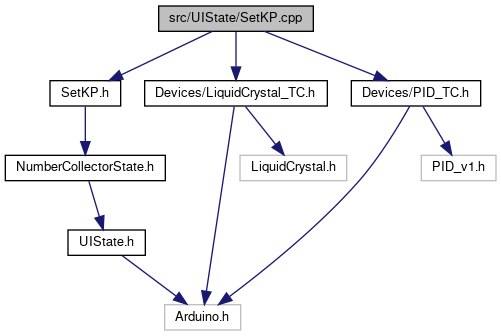 src/UIState/SetKP.cpp
SetKP.h
Devices/LiquidCrystal_TC.h
Devices/PID_TC.h
NumberCollectorState.h
LiquidCrystal.h
PID_v1.h
UIState.h
Arduino.h